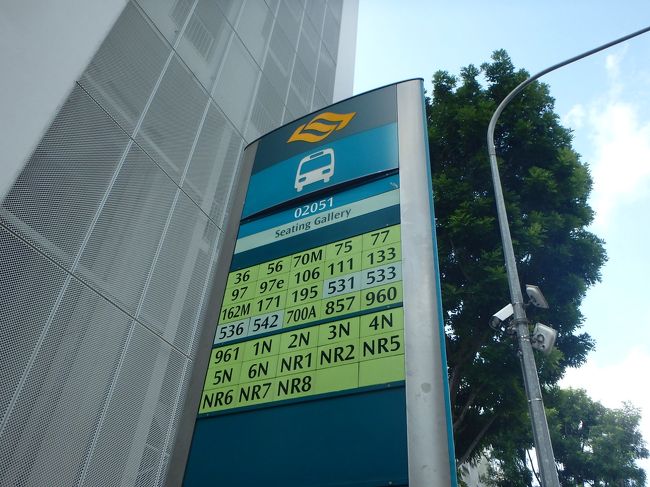 02051
Seating Gallery
36 56 70M 75 77
97 97e 106 111 133
162M 171 195 531 533
536 542 700A 857 960
961 1N 2N 3N 4N
5N 6N NR1 NR2 NR5
NR6 NR7 NR8